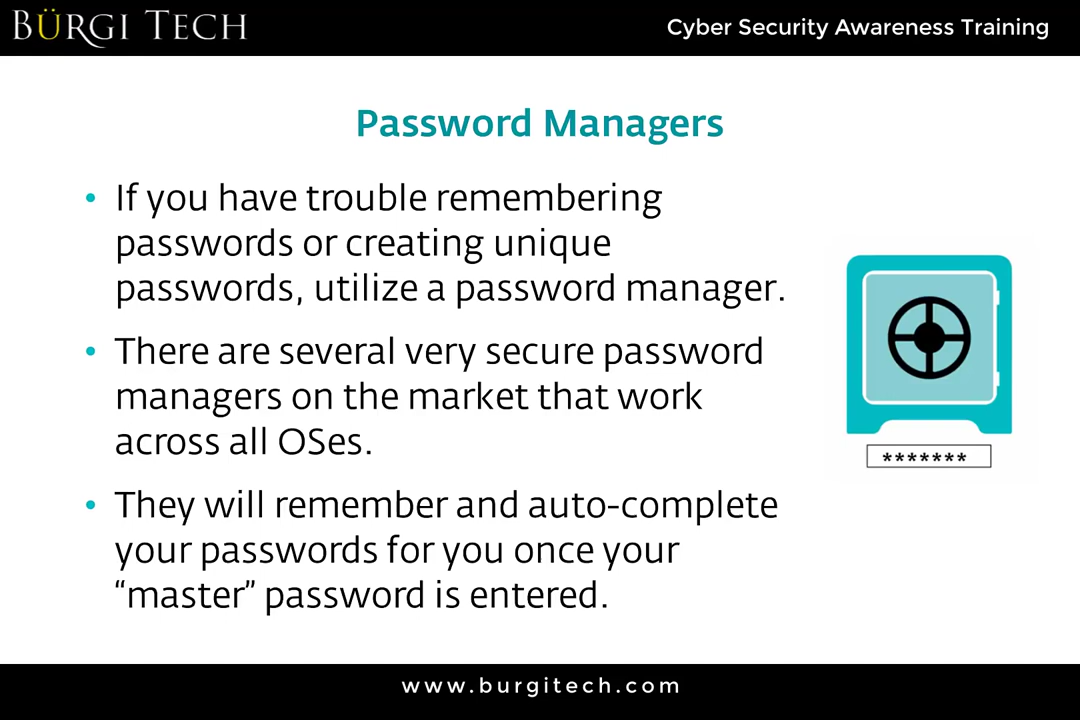 BÜRGI TECH
Cyber Security Awareness Training
Password Managers
• If you have trouble remembering
passwords or creating unique
passwords, utilize a password manager.
• There are several very secure password
managers on the market that work
across all OSes.
• They will remember and auto-complete
your passwords for you once your
“master” password is entered.
*******
www.burgitech.com